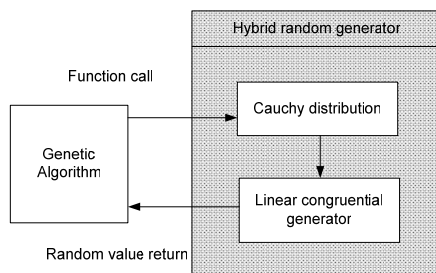 Hybrid random generator
Function call
Cauchy distribution
Genetic
Algorithm
Linear congruential
generator
Random value return